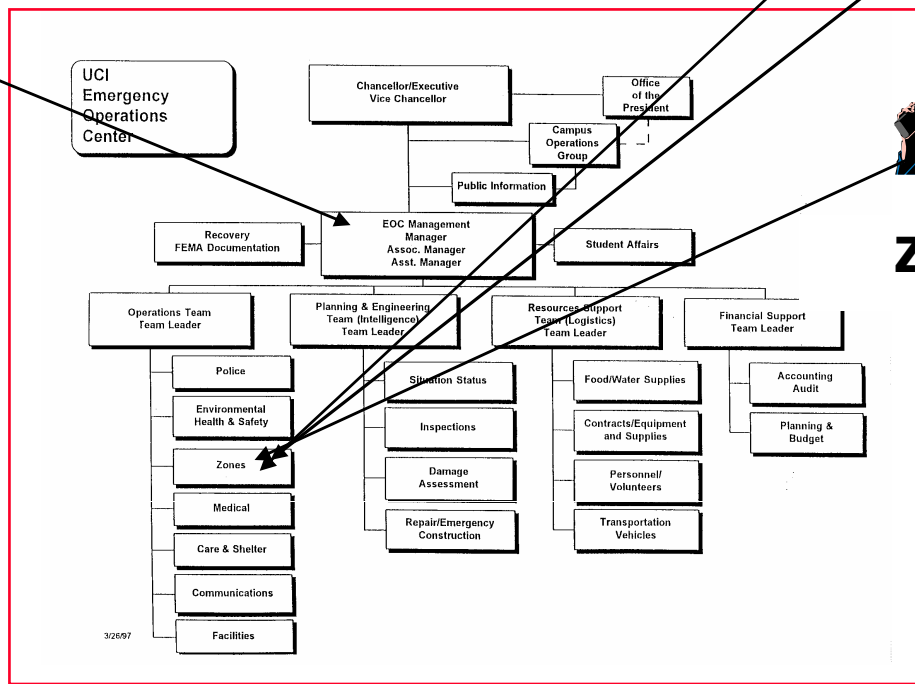 UCI
Emergency
Operations
Center
Chancellor/Executive
Vice Chancellor
Office
of the
President
Campus
Operations
Group
Public Information
Recovery
FEMA Documentation
EOC Management
Manager
Assoc. Manager
Asst. Manager
Student Affairs
Operations Team
Team Leader
Planning & Engineering
Team (Intelligence)
Team Leader
Resources Support
Team (Logistics)
Team Leader
Financial Support
Team Leader
Police
Environmental
Health & Safety
Zones
Medical
Care & Shelter
Communications
Facilities
Situation Status
Inspections
Damage
Assessment
Repair/Emergency
Construction
Food/Water Supplies
Contracts/Equipment
and Supplies
Personnel/
Volunteers
Transportation
Vehicles
Accounting
Audit
Planning &
Budget
3/26/97
Z